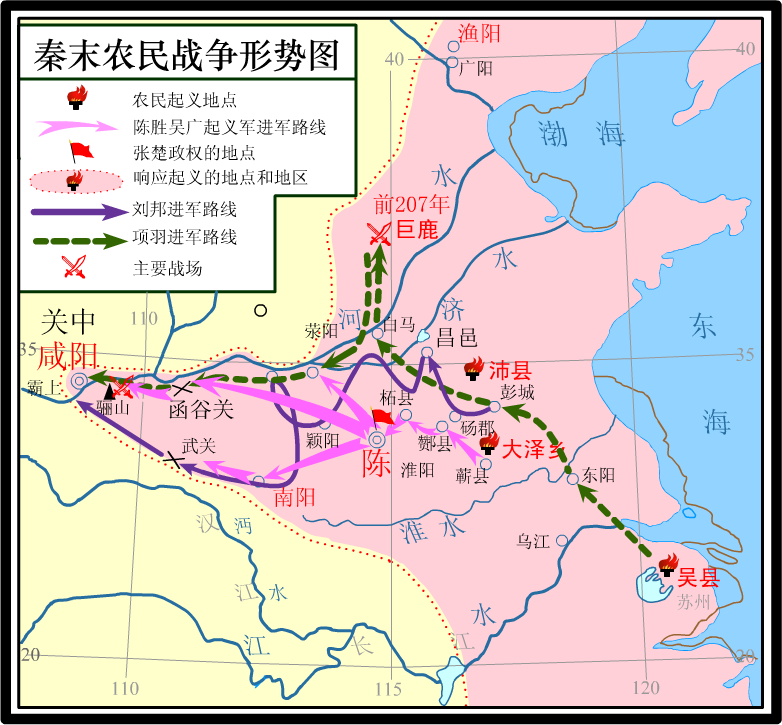 秦末农民战争形势图
农民起义地点
陈胜吴广起义军进军路线
张楚政权的地点
响应起义的地点和地区
刘邦进军路线
项羽进军路线
主要战场
渔阳
广阳
40
40
渤海
水
前207年
巨鹿
水
河
济
东
海
荥阳
白马
昌邑
110
关中
35
35
咸阳
霸上
骊山
函谷关
沛县
彭城
柘县
砀郡
酂县
大泽乡
颍阳
陈
淮阳
蕲县
武关
南阳
东阳
汉
沔
淮水
乌江
吴县
苏州
江
水
水
江
长
江
20
20
110
115
120